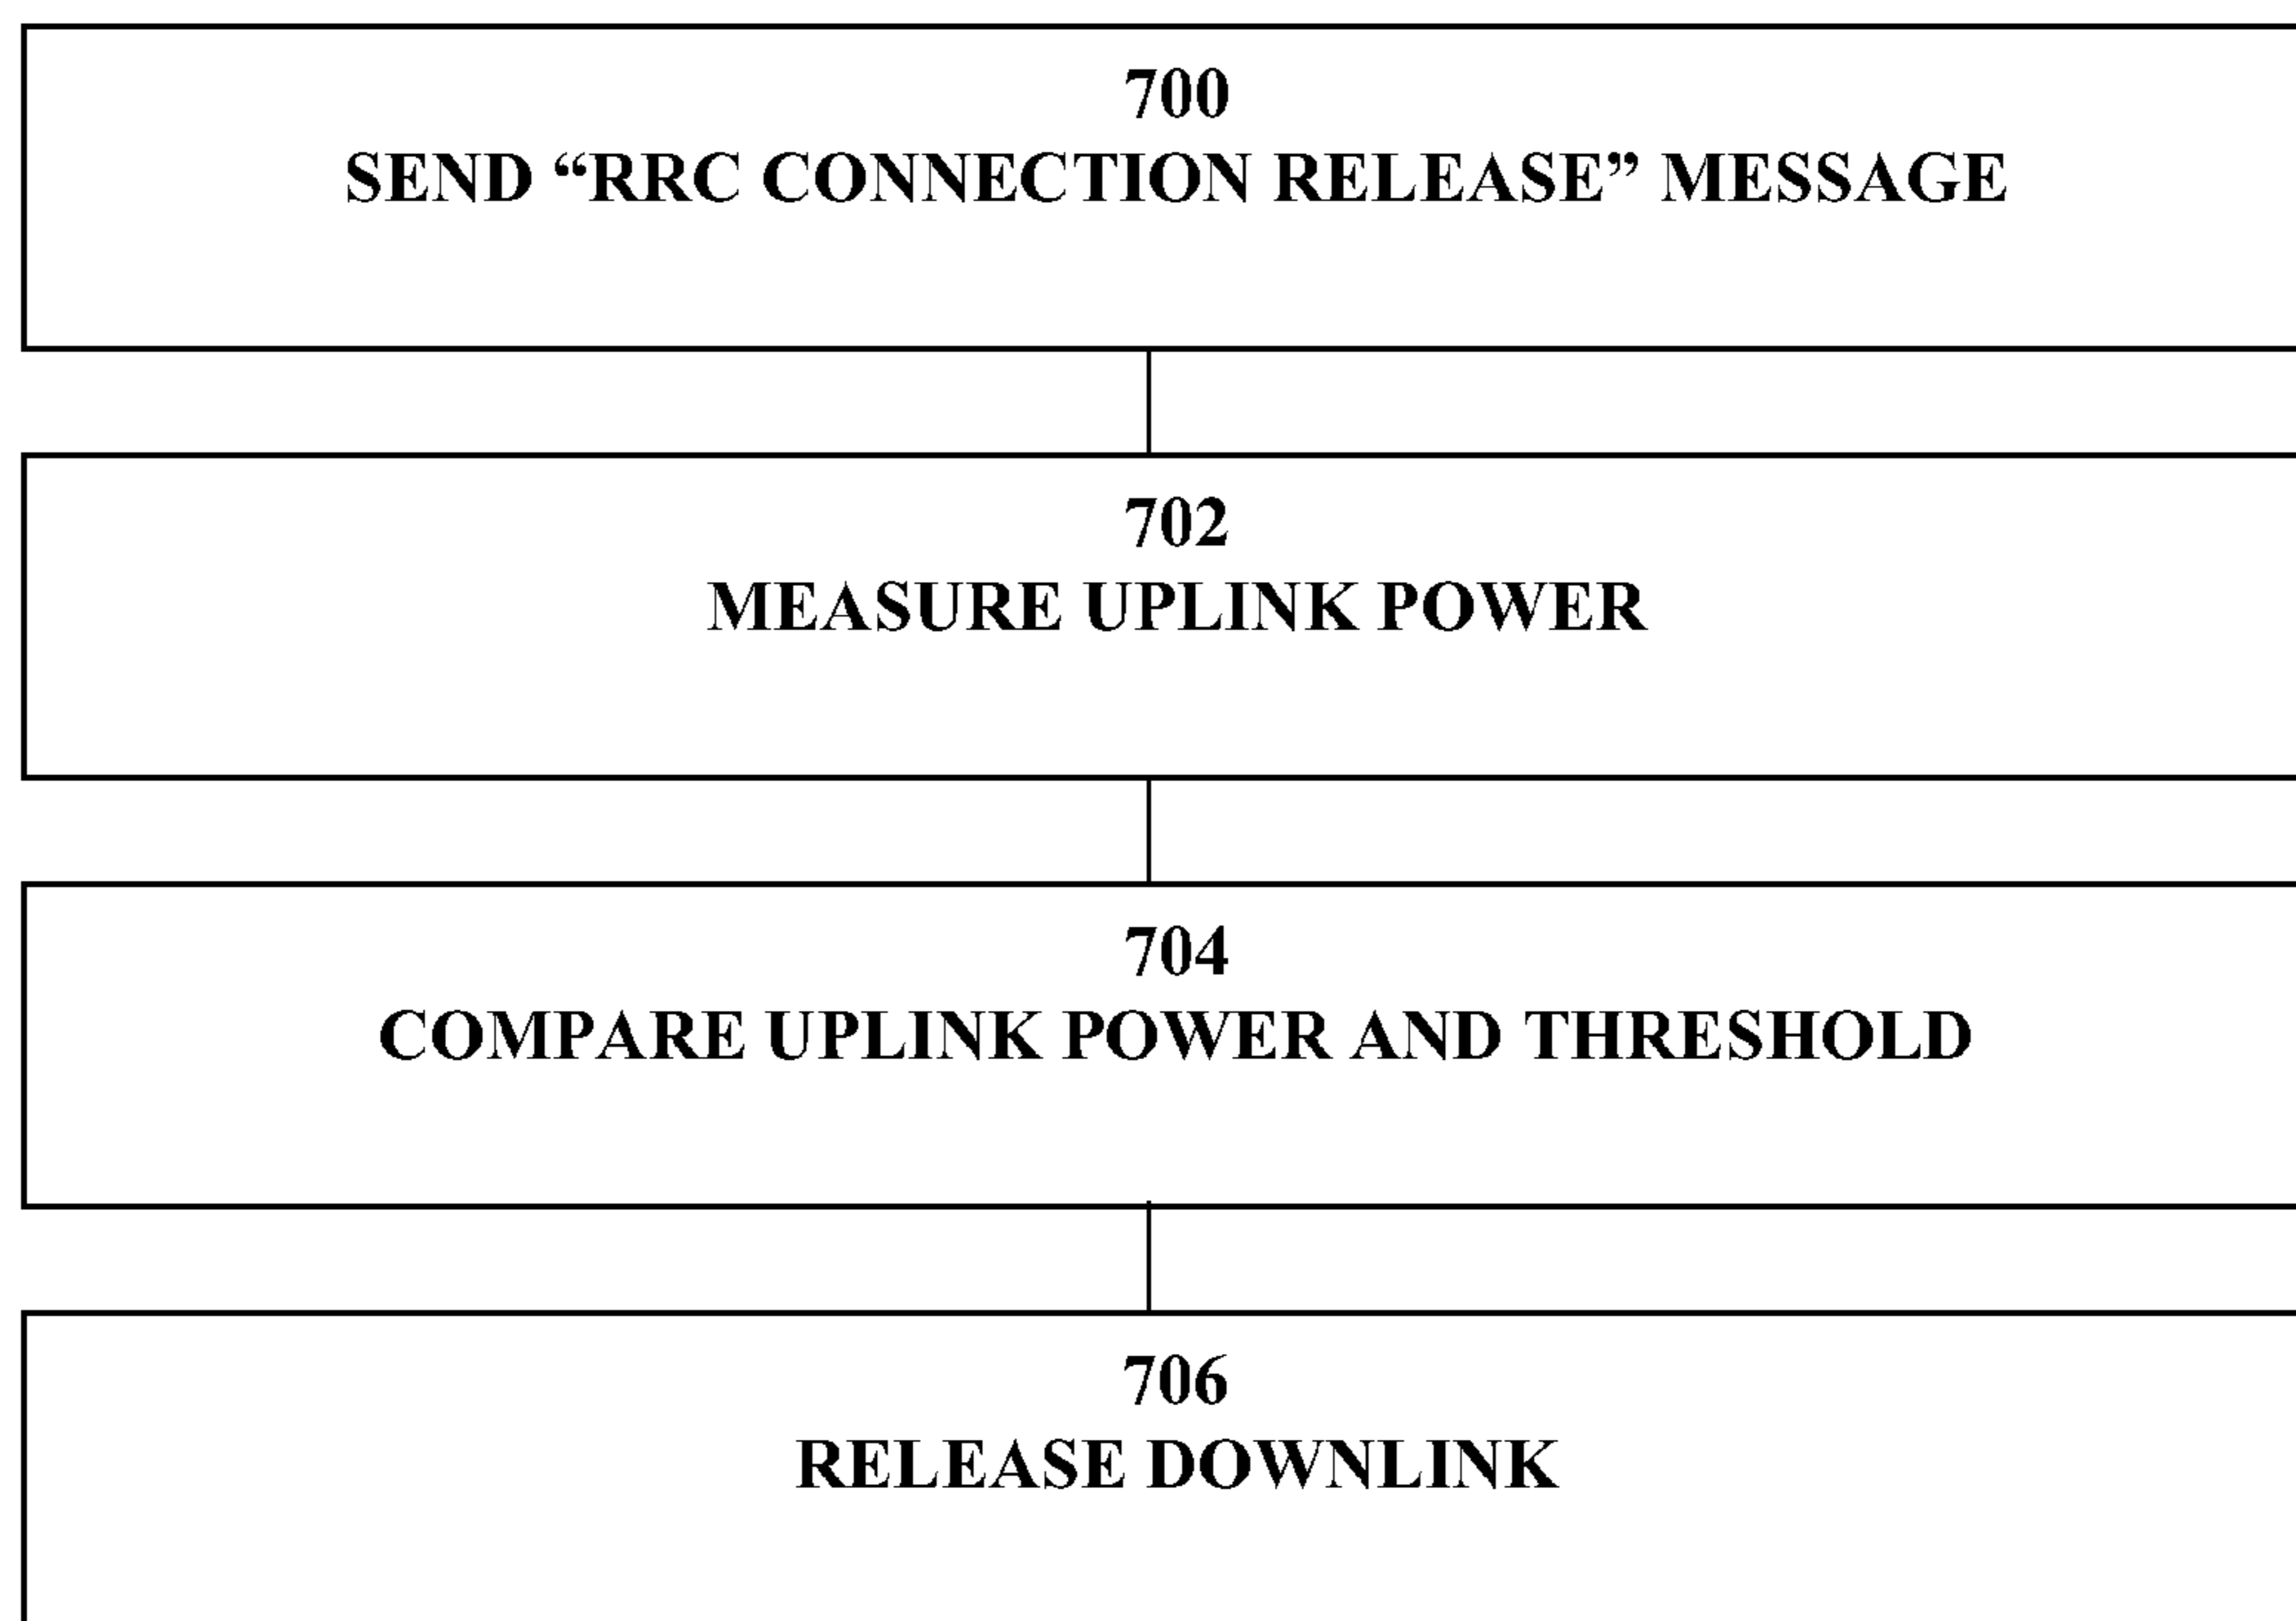 700
SEND “RRC CONNECTION RELEASE” MESSAGE
702
MEASURE UPLINK POWER
704
COMPARE UPLINK POWER AND THRESHOLD
706
RELEASE DOWNLINK